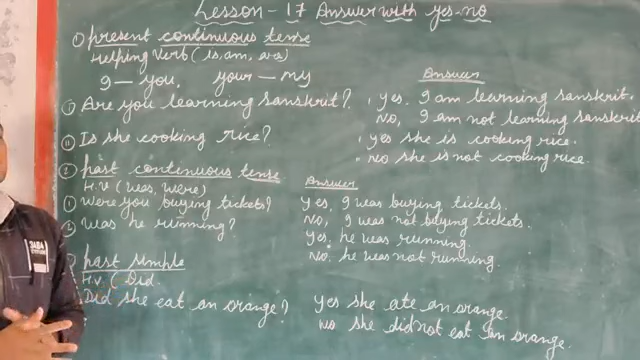 Lesson-17 Answer with yes-no
① present continuous tense
Helping verb (is, am, are)
I — you, your — my
Answer
(i) Are you learning sanskrit?
, yes, I am learning sanskrit.
No, I am not learning sanskrit
(ii) Is she cooking rice?
, yes she is cooking rice.
, no she is not cooking rice
② past continuous tense
H.V (was, were)
Answer
① Were you buying tickets?
Yes, I was buying tickets.
No, I was not buying tickets.
② Was he running?
Yes, he was running.
No, he was not running.
past simple
H.V. (Did
Did she eat an orange?
Yes she ate an orange.
No she did not eat an orange.